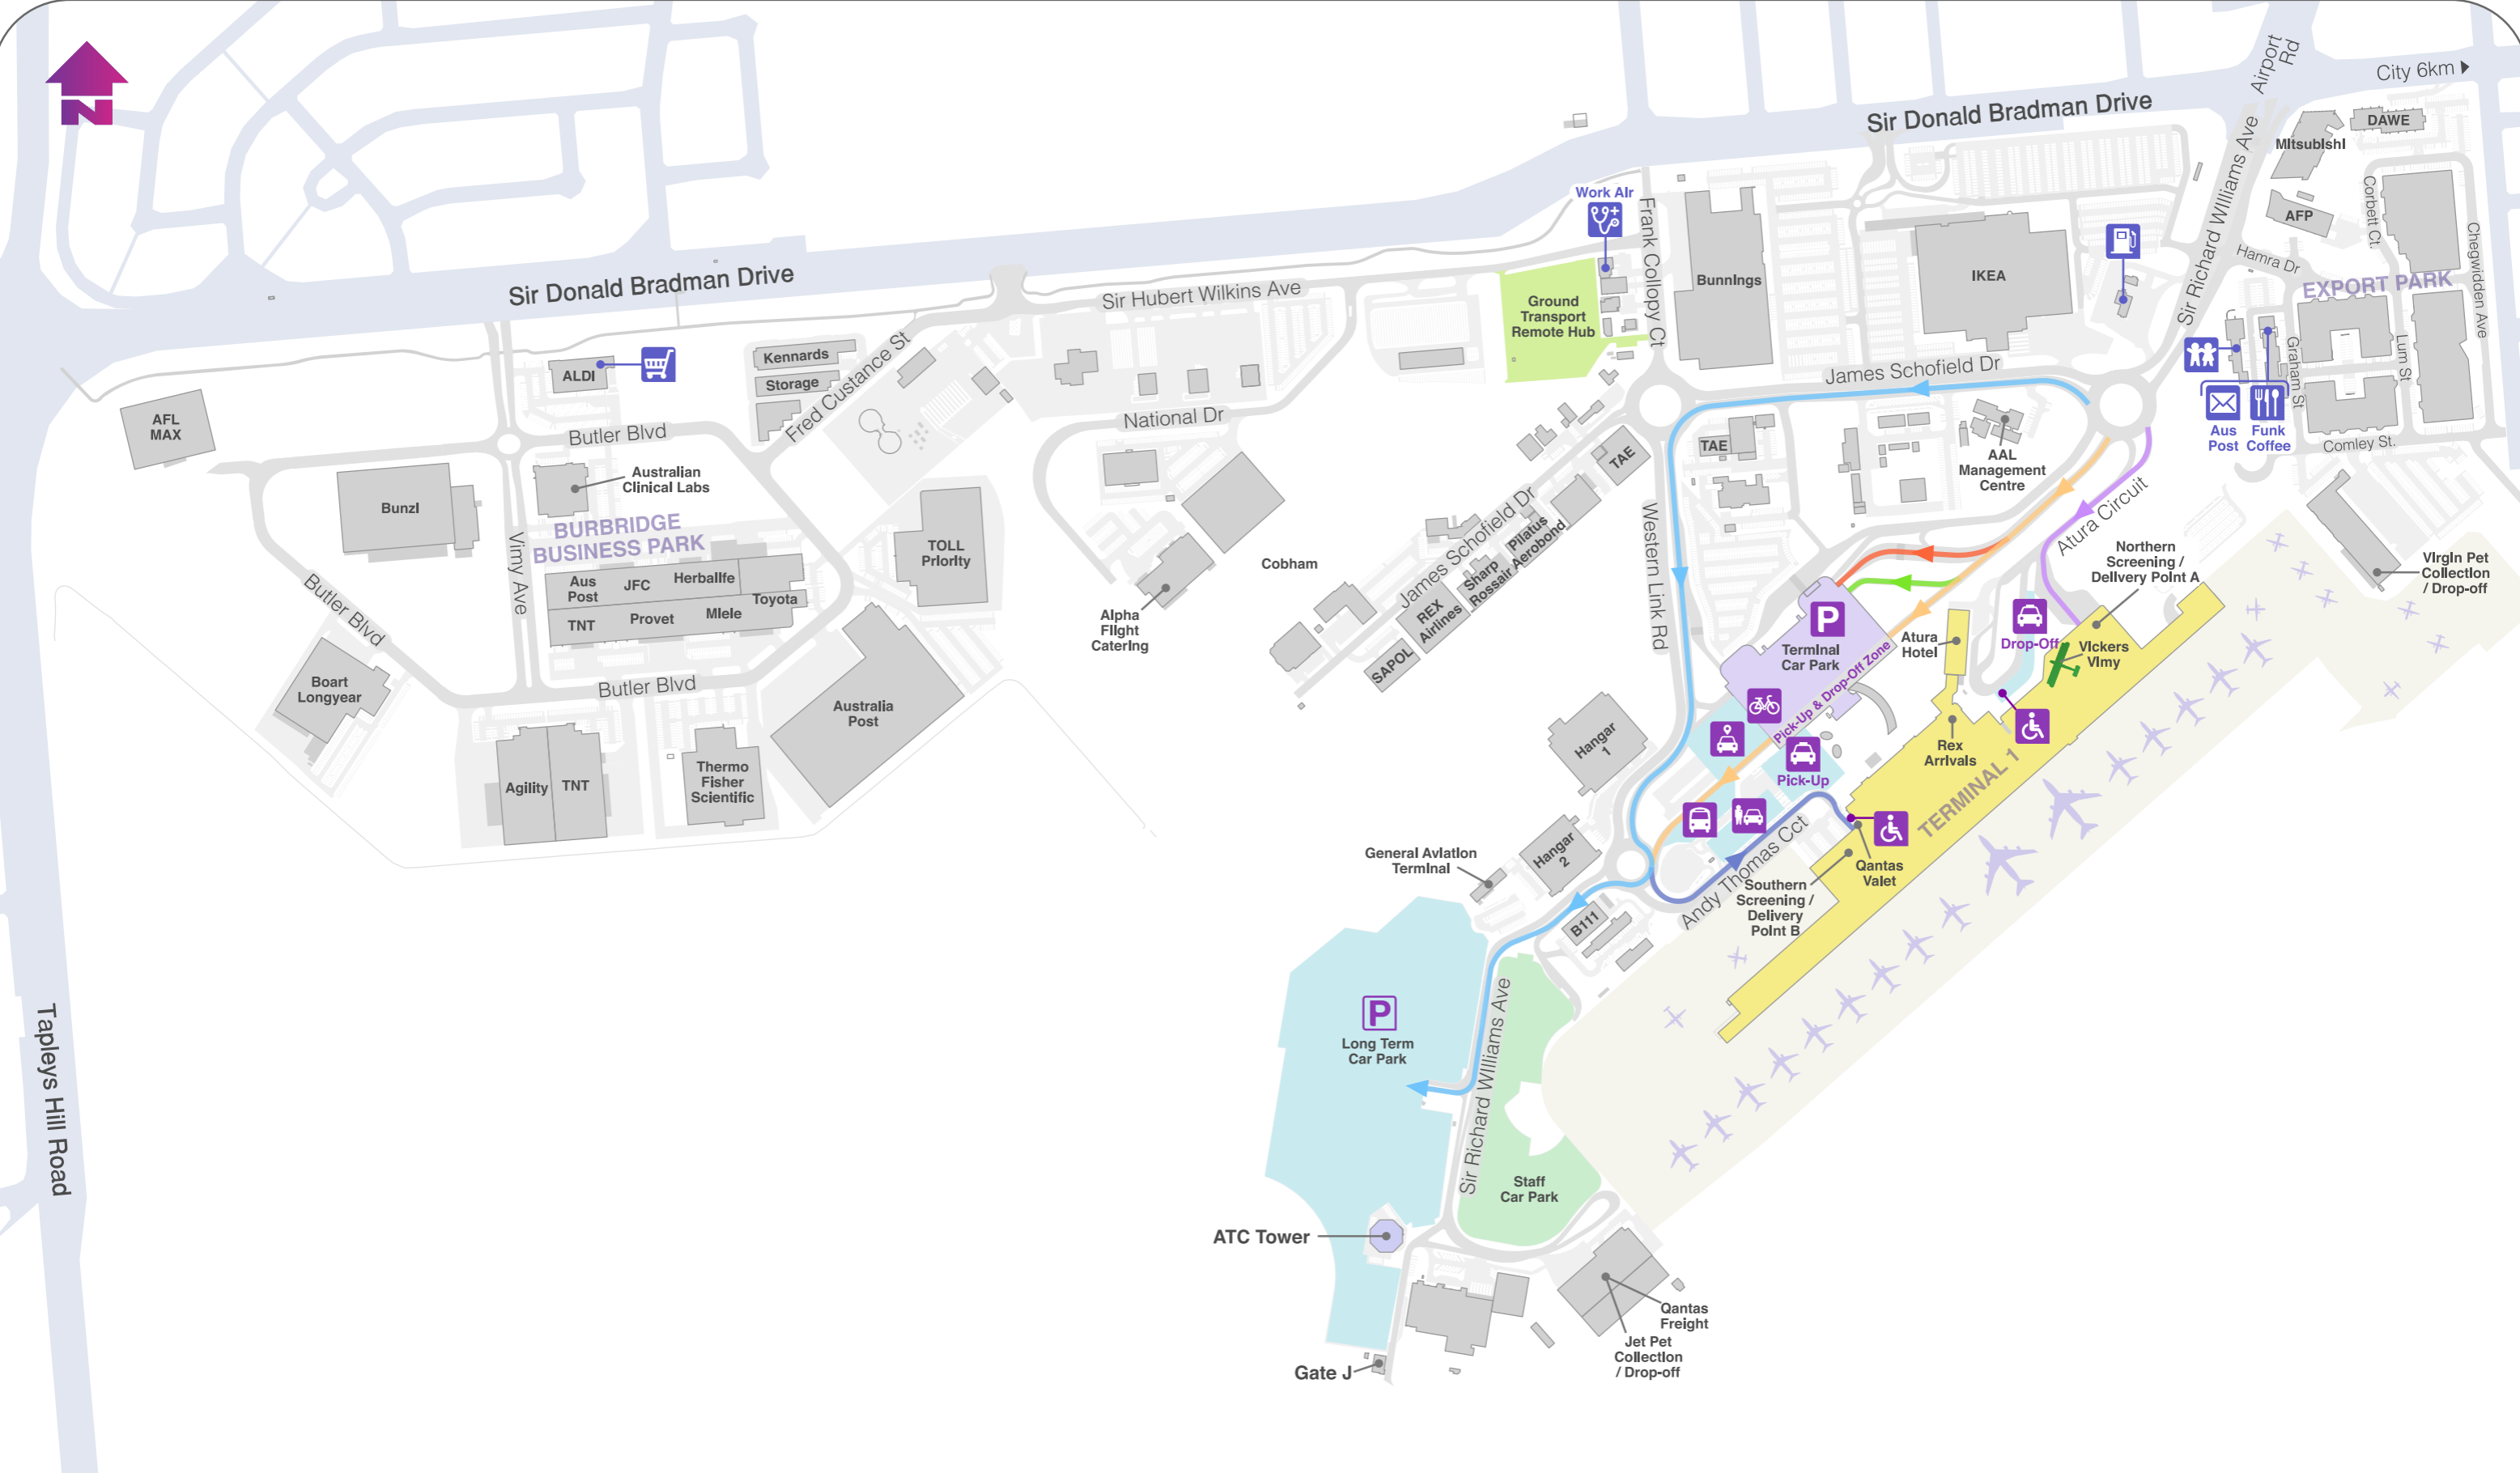 N
City 6km
Airport
Rd
Sir Donald Bradman Drive
Sir Richard Williams Ave
DAWE
Mitsubishi
AFP
Corbett Ct.
Chegwidden Ave
Hamra Dr
EXPORT PARK
Graham St
Lum St
Comley St.
Aus
Post
Funk
Coffee
Work Air
Frank Collopy Ct
Bunnings
IKEA
Ground
Transport
Remote Hub
James Schofield Dr
Sir Donald Bradman Drive
Sir Hubert Wilkins Ave
Fred Custance St
National Dr
Kennards
Storage
ALDI
AFL
MAX
Butler Blvd
Bunzl
Australian
Clinical Labs
BURBRIDGE
BUSINESS PARK
Vimy Ave
Aus
Post
JFC
Herbalife
TNT
Provet
Miele
Toyota
TOLL
Priority
Butler Blvd
Boart
Longyear
Butler Blvd
Agility
TNT
Thermo
Fisher
Scientific
Australia
Post
Tapleys Hill Road
Alpha
Flight
Catering
Cobham
James Schofield Dr
TAE
Pilatus
Aerobond
Sharp
Rossair
REX
Airlines
SAPOL
TAE
AAL
Management
Centre
Western Link Rd
Atura Circuit
Northern
Screening /
Delivery Point A
Virgin Pet
Collection
/ Drop-off
P
Terminal
Car Park
Pick-Up & Drop-Off Zone
Atura
Hotel
Drop-Off
Vickers
Vimy
Rex
Arrivals
TERMINAL 1
Pick-Up
Hangar
1
Hangar
2
General Aviation
Terminal
B111
Andy Thomas Cct
Qantas
Valet
Southern
Screening /
Delivery
Point B
P
Long Term
Car Park
Sir Richard Williams Ave
Staff
Car Park
ATC Tower
Gate J
Qantas
Freight
Jet Pet
Collection
/ Drop-off